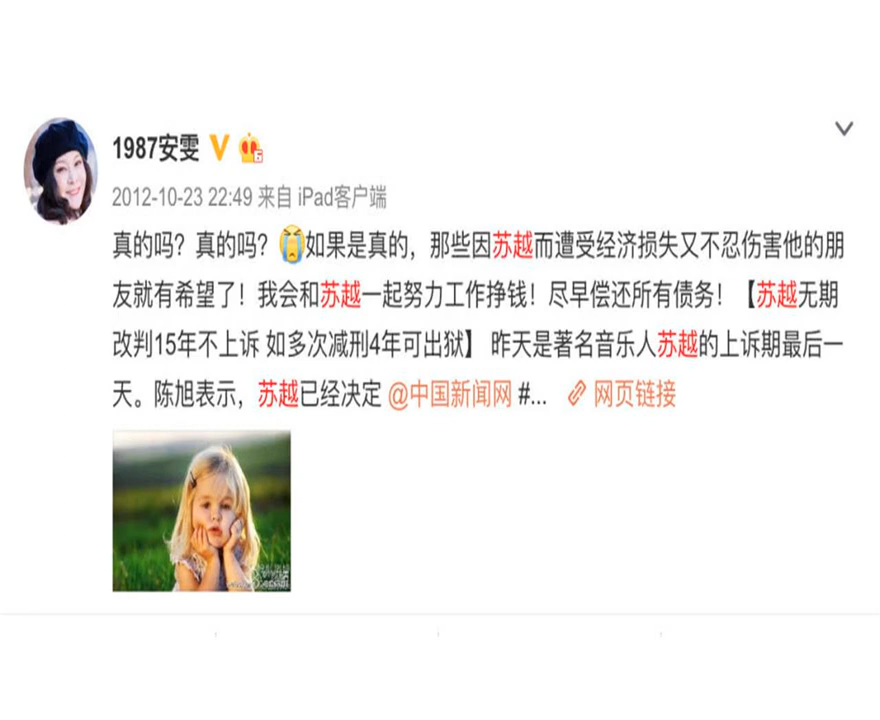 1987安雯
2012-10-23 22:49 来自 iPad客户端
真的吗？真的吗？如果是真的，那些因苏越而遭受经济损失又不忍伤害他的朋
友就有希望了！我会和苏越一起努力工作挣钱！尽早偿还所有债务！【苏越无期
改判15年不上诉 如多次减刑4年可出狱】 昨天是著名音乐人苏越的上诉期最后一
天。陈旭表示，苏越已经决定 @中国新闻网 #... 网页链接